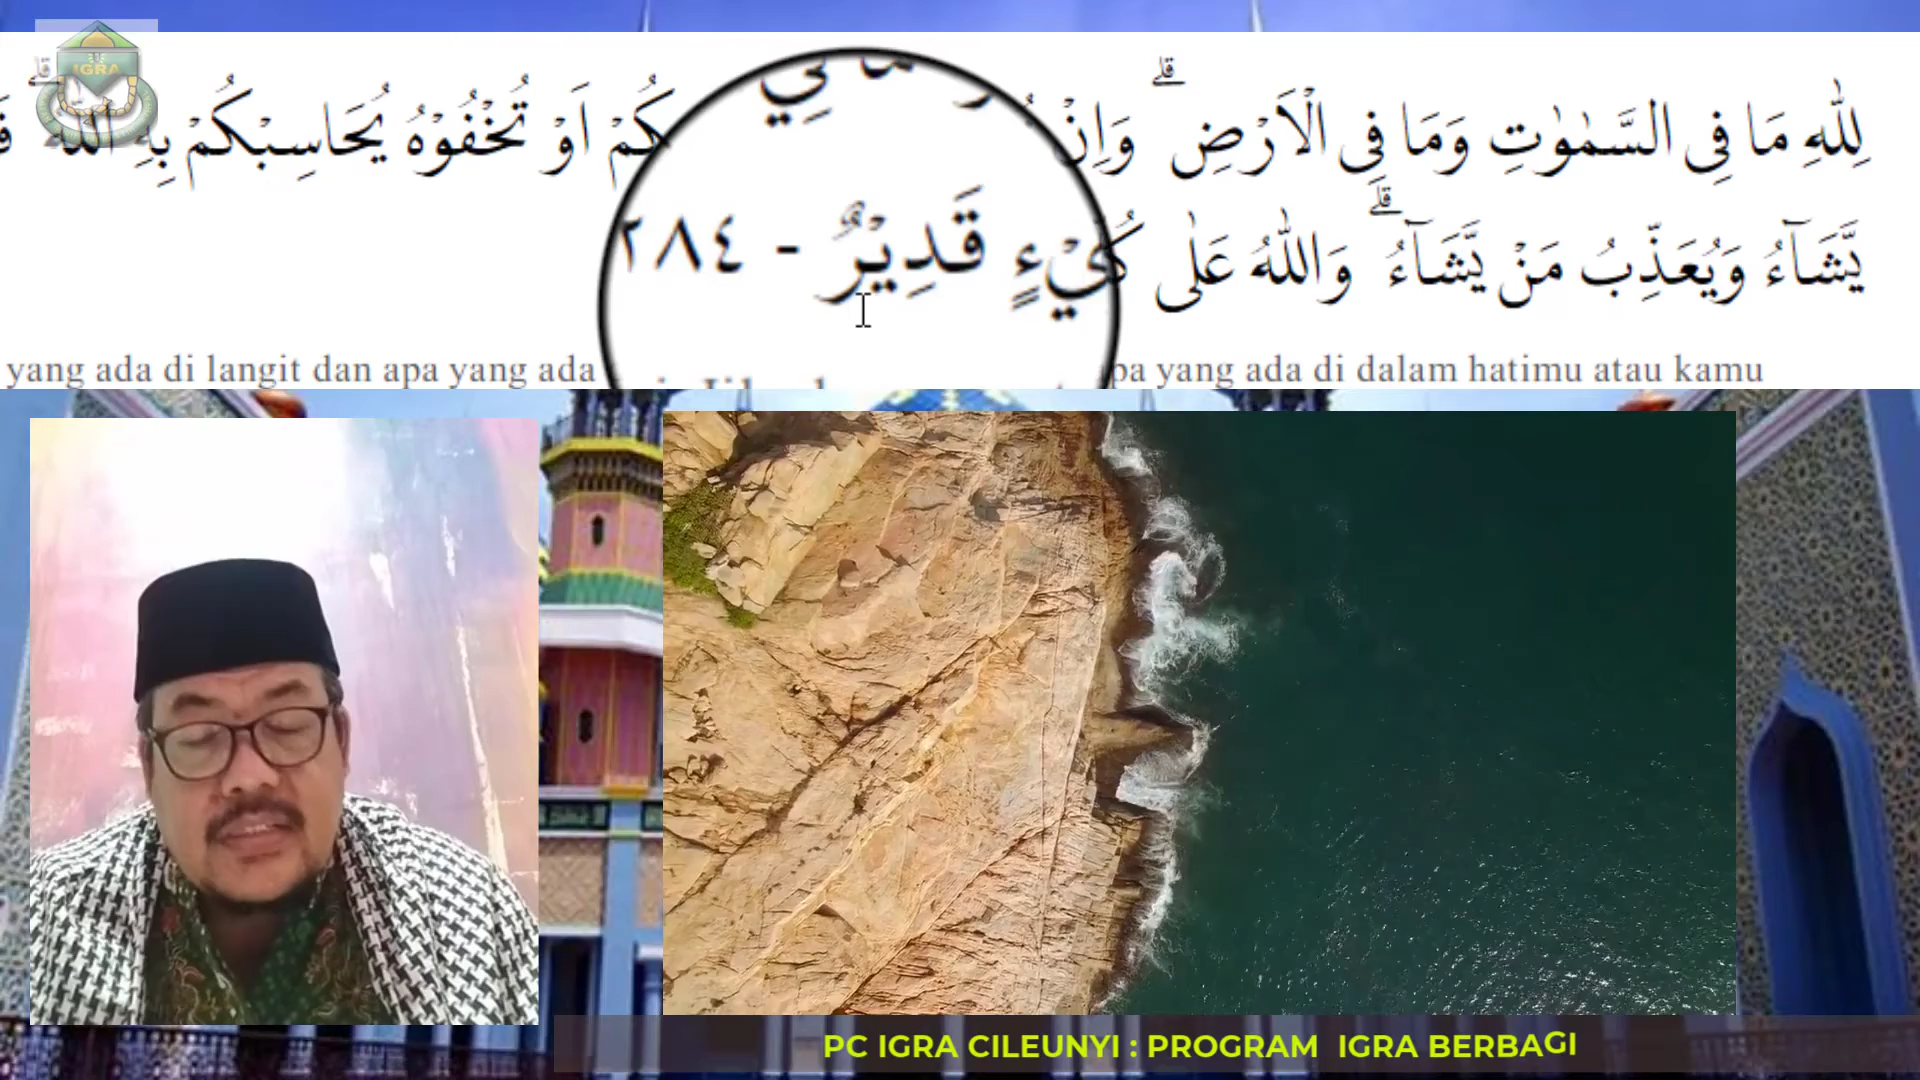 IGRA
لِلّٰهِ مَا فِى السَّمٰوٰتِ وَمَا فِى الْاَرْضِ ۗ وَاِنْ كُمْ اَوْ تُخْفُوْهُ يُحَاسِبْكُمْ بِهِ اللّٰهُ ۗ
يَّشَاۤءُ وَيُعَذِّبُ مَنْ يَّشَاۤءُ ۗ وَاللّٰهُ عَلٰى قَدِيْرٌ - ٢٨٤
yang ada di langit dan apa yang ada yang ada di dalam hatimu atau kamu
PC IGRA CILEUNYI : PROGRAM IGRA BERBAGI